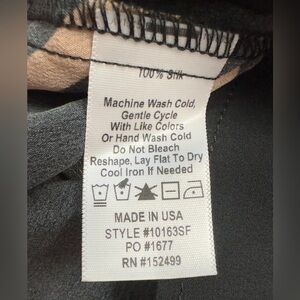 100% Silk
Machine Wash Cold,
Gentle Cycle
With Like Colors
Or Hand Wash Cold
Do Not Bleach
Reshape, Lay Flat To Dry
Cool Iron If Needed
MADE IN USA
STYLE #10163SF
PO #1677
RN #152499